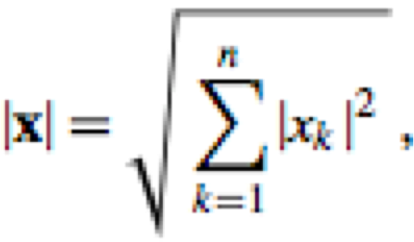 |x| = √(∑_{k=1}^{n} |x_k|²) ,